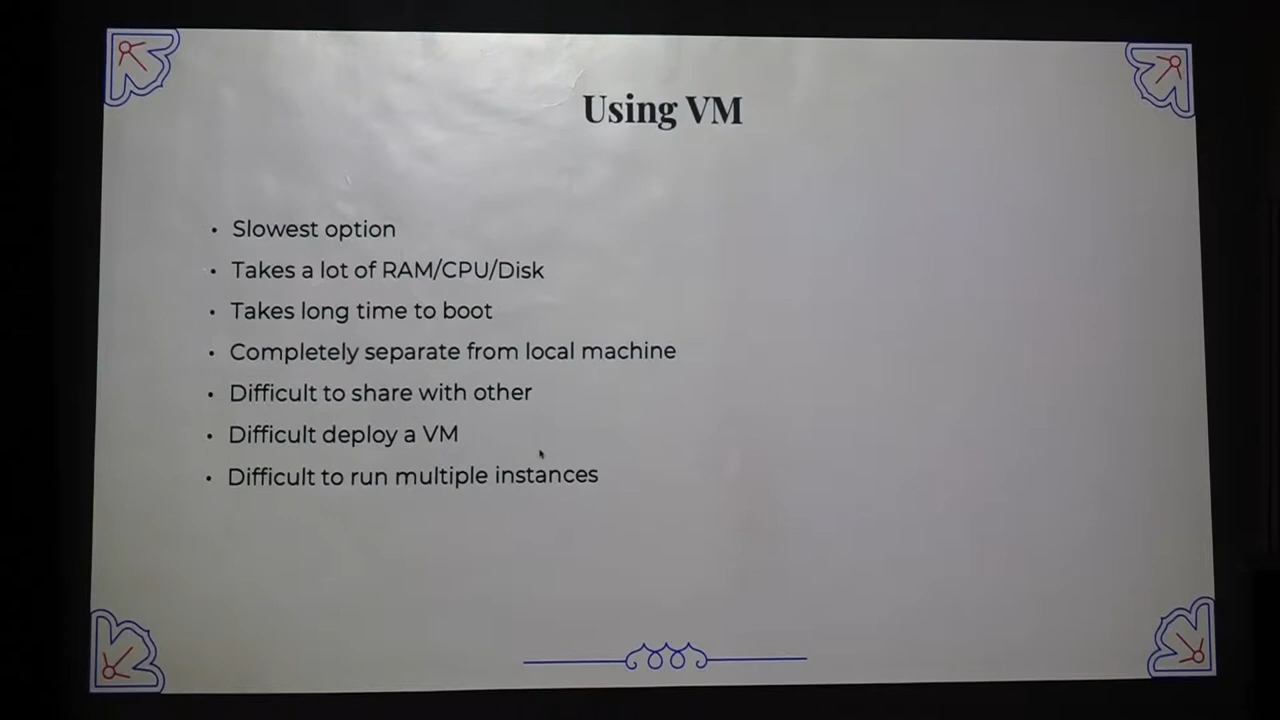 Using VM
• Slowest option
• Takes a lot of RAM/CPU/Disk
• Takes long time to boot
• Completely separate from local machine
• Difficult to share with other
• Difficult deploy a VM
• Difficult to run multiple instances